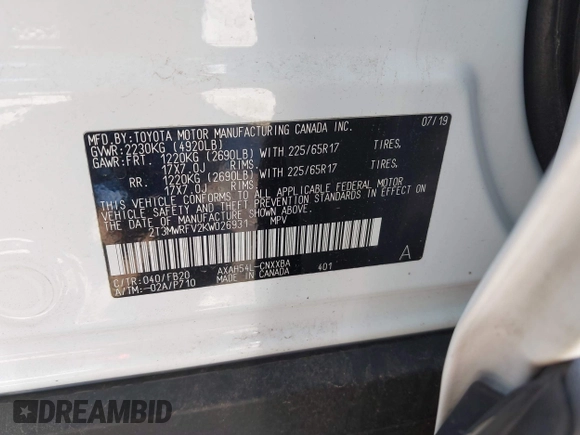 MFD.BY:TOYOTA MOTOR MANUFACTURING CANADA INC. 07/19
GVWR:2230KG (4920LB)
GAWR:FRT. 1220KG (2690LB) WITH 225/65R17 TIRES.
17X7.0J RIMS.
RR. 1220KG (2690LB) WITH 225/65R17 TIRES.
17X7.0J RIMS.
THIS VEHICLE CONFORMS TO ALL APPLICABLE FEDERAL MOTOR
VEHICLE SAFETY AND THEFT PREVENTION STANDARDS IN EFFECT ON
THE DATE OF MANUFACTURE SHOWN ABOVE.
2T3MWRFV2KW026931 MPV
C/TR:040/FB20 AXAH54L-CNXXBA 401 A
A/TM:-02A/P710 MADE IN CANADA
DREAMBID